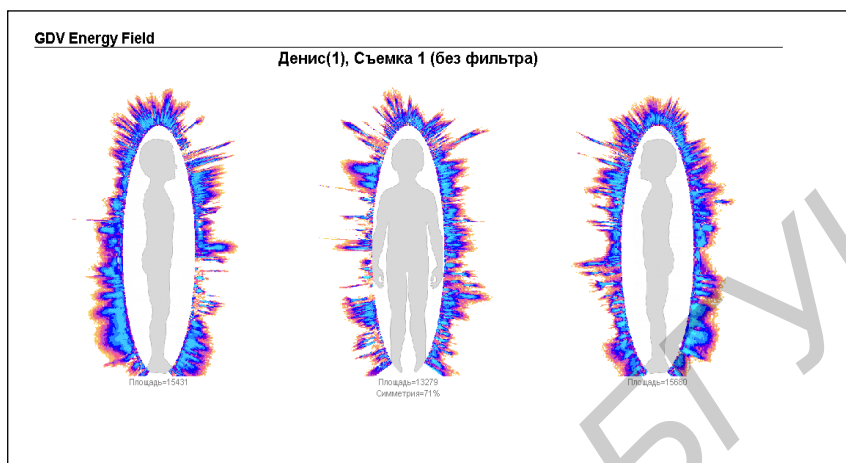 GDV Energy Field
Денис(1), Съемка 1 (без фильтра)
Площадь=15431
Площадь=13279
Площадь=15680
Симметрия=71%